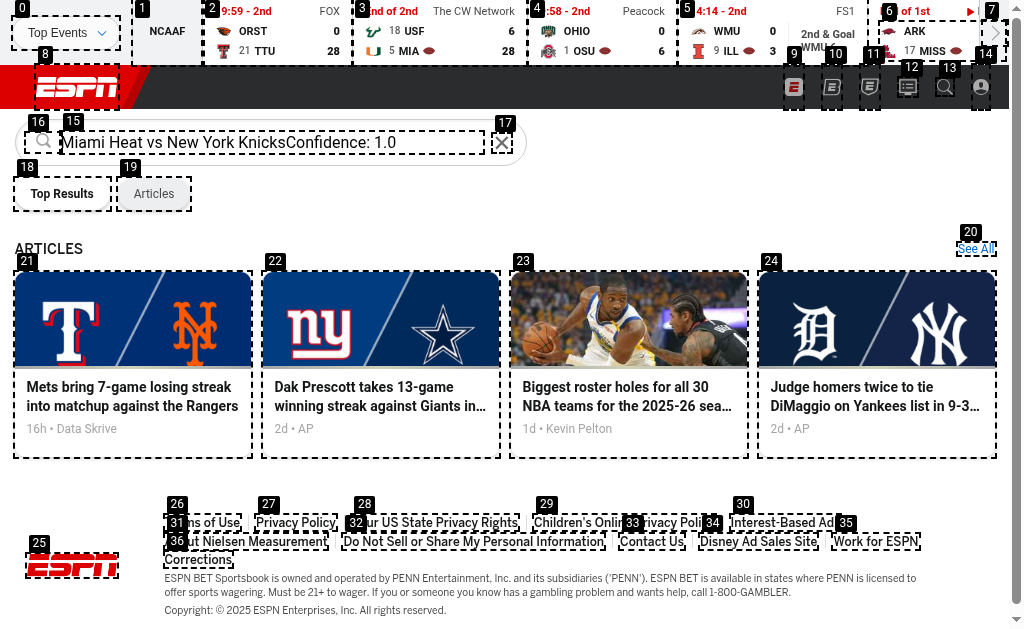 0
1
2
3
4
5
6
7
Top Events
NCAAF
9:59 - 2nd FOX
ORST 0
21 TTU 28
nd of 2nd The CW Network
18 USF 6
5 MIA 28
:58 - 2nd Peacock
OHIO 0
1 OSU 6
4:14 - 2nd FS1
WMU 0
9 ILL 3
2nd & Goal
WMU
of 1st
ARK
17 MISS
8
ESPN
9
10
11
12
13
14
15
16
17
Miami Heat vs New York KnicksConfidence: 1.0
18
19
Top Results
Articles
20
ARTICLES
See All
21
22
23
24
Mets bring 7-game losing streak
into matchup against the Rangers
16h • Data Skrive
Dak Prescott takes 13-game
winning streak against Giants in...
2d • AP
Biggest roster holes for all 30
NBA teams for the 2025-26 sea...
1d • Kevin Pelton
Judge homers twice to tie
DiMaggio on Yankees list in 9-3...
2d • AP
25
ESPN
26
27
28
29
30
ms of Use Privacy Policy ur US State Privacy Rights Children's Onlin rivacy Poli Interest-Based Ad
31
32
33
34
35
ut Nielsen Measurement Do Not Sell or Share My Personal Information Contact Us Disney Ad Sales Site Work for ESPN
36
Corrections
ESPN BET Sportsbook is owned and operated by PENN Entertainment, Inc. and its subsidiaries ('PENN'). ESPN BET is available in states where PENN is licensed to
offer sports wagering. Must be 21+ to wager. If you or someone you know has a gambling problem and wants help, call 1-800-GAMBLER.
Copyright: © 2025 ESPN Enterprises, Inc. All rights reserved.